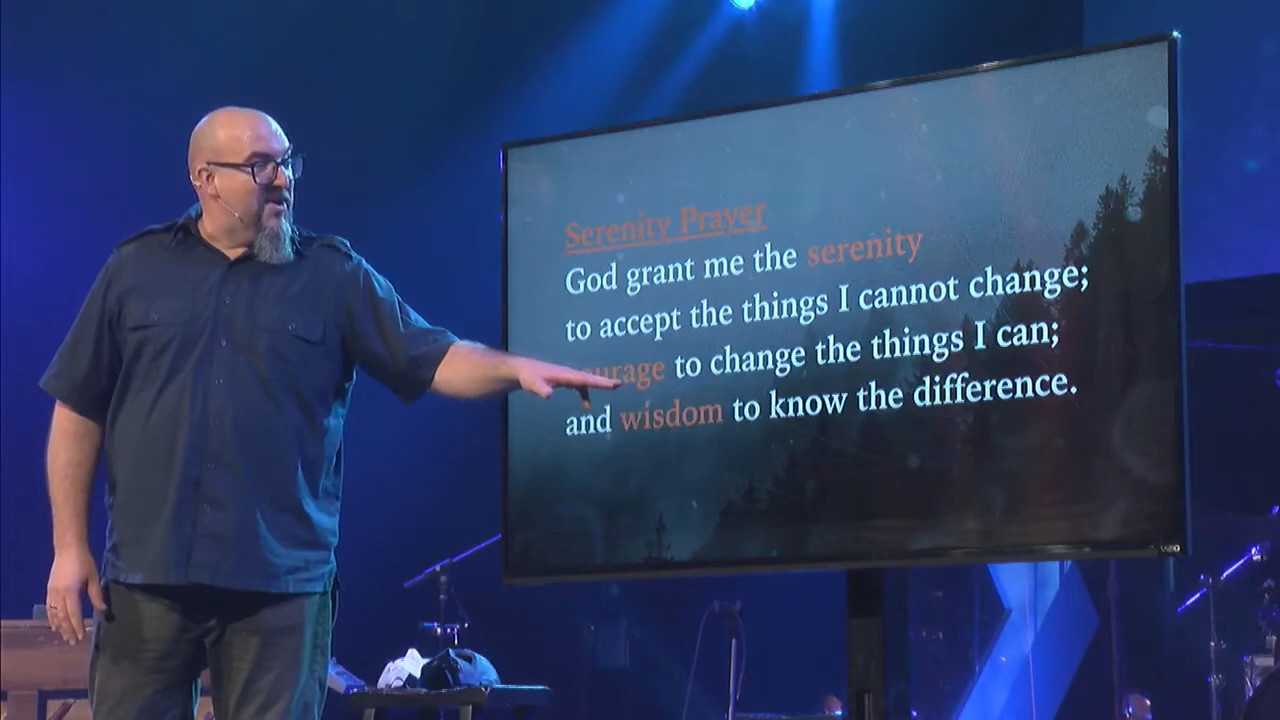 Serenity Prayer
God grant me the serenity
to accept the things I cannot change;
to change the things I can;
and wisdom to know the difference.
VIZIO